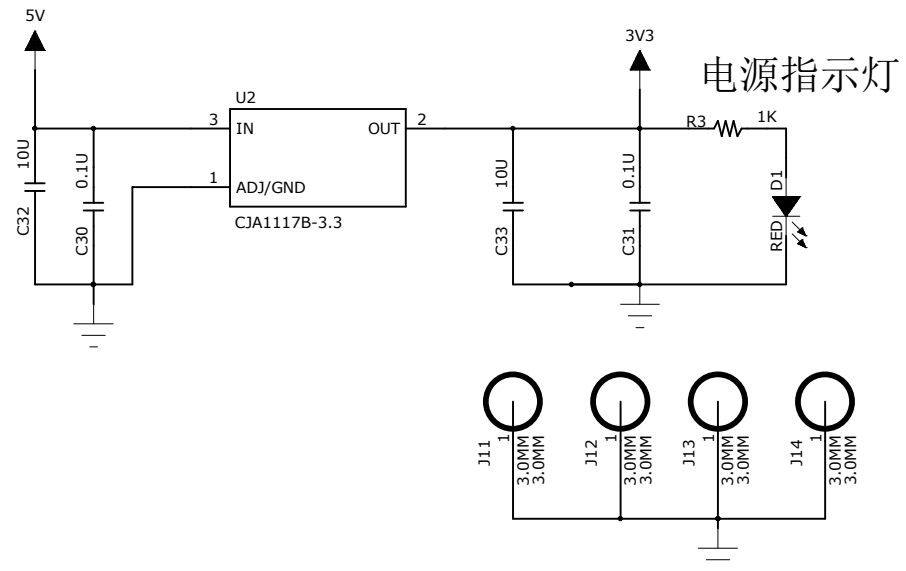 5V
3V3
电源指示灯
U2
3
IN
OUT
2
R3
1K
10U
C32
0.1U
C30
1
ADJ/GND
CJA1117B-3.3
10U
C33
0.1U
C31
D1
RED
J11
1
3.0MM
3.0MM
J12
1
3.0MM
3.0MM
J13
1
3.0MM
3.0MM
J14
1
3.0MM
3.0MM